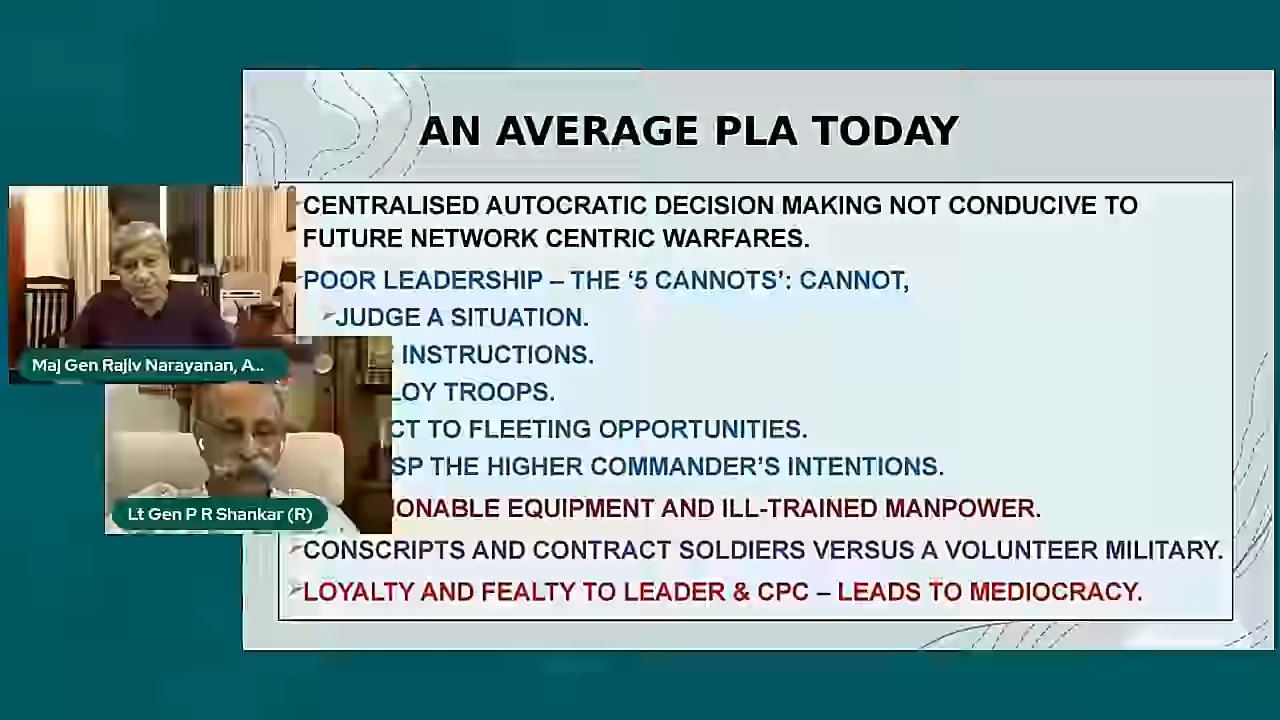 AN AVERAGE PLA TODAY
CENTRALISED AUTOCRATIC DECISION MAKING NOT CONDUCIVE TO
FUTURE NETWORK CENTRIC WARFARES.
POOR LEADERSHIP – THE ‘5 CANNOTS’: CANNOT,
JUDGE A SITUATION.
INSTRUCTIONS.
LOY TROOPS.
CT TO FLEETING OPPORTUNITIES.
SP THE HIGHER COMMANDER’S INTENTIONS.
IONABLE EQUIPMENT AND ILL-TRAINED MANPOWER.
CONSCRIPTS AND CONTRACT SOLDIERS VERSUS A VOLUNTEER MILITARY.
LOYALTY AND FEALTY TO LEADER & CPC – LEADS TO MEDIOCRACY.
Maj Gen Rajiv Narayanan, A...
Lt Gen P R Shankar (R)